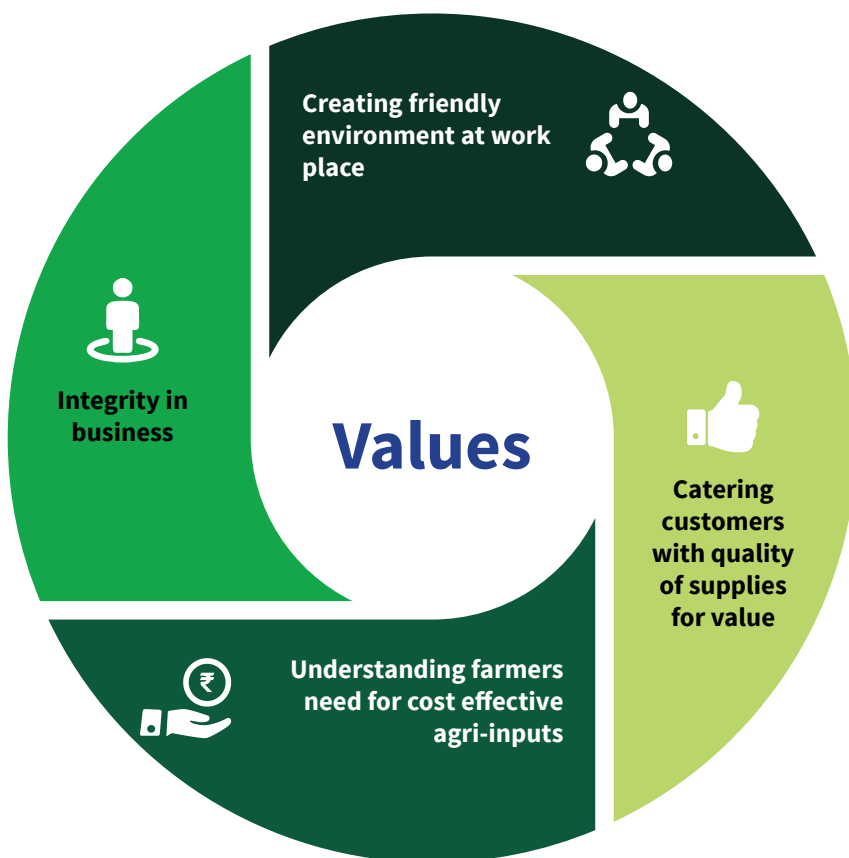 Creating friendly
environment at work
place
Integrity in
business
Values
Catering
customers
with quality
of supplies
for value
₹
Understanding farmers
need for cost effective
agri-inputs